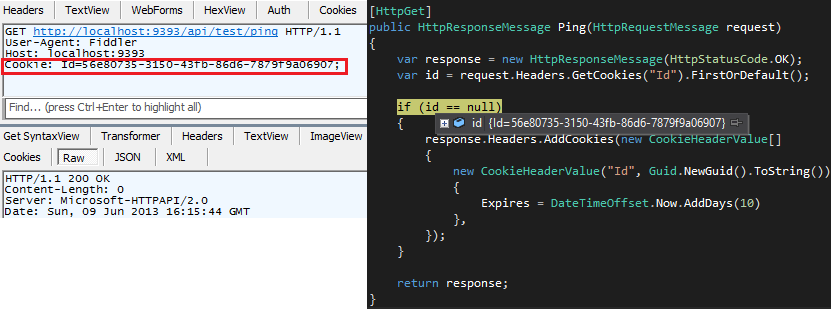 Headers TextView WebForms HexView Auth Cookies
GET http://localhost:9393/api/test/ping HTTP/1.1
User-Agent: Fiddler
Host: localhost:9393
Cookie: Id=56e80735-3150-43fb-86d6-7879f9a06907;
Find... (press Ctrl+Enter to highlight all)
Get SyntaxView Transformer Headers TextView ImageView
Cookies Raw JSON XML
HTTP/1.1 200 OK
Content-Length: 0
Server: Microsoft-HTTPAPI/2.0
Date: Sun, 09 Jun 2013 16:15:44 GMT
[HttpGet]
public HttpResponseMessage Ping(HttpRequestMessage request)
{
var response = new HttpResponseMessage(HttpStatusCode.OK);
var id = request.Headers.GetCookies("Id").FirstOrDefault();
if (id == null)
{
id {Id=56e80735-3150-43fb-86d6-7879f9a06907}
response.Headers.AddCookies(new CookieHeaderValue[]
{
new CookieHeaderValue("Id", Guid.NewGuid().ToString())
{
Expires = DateTimeOffset.Now.AddDays(10)
},
});
}
return response;
}